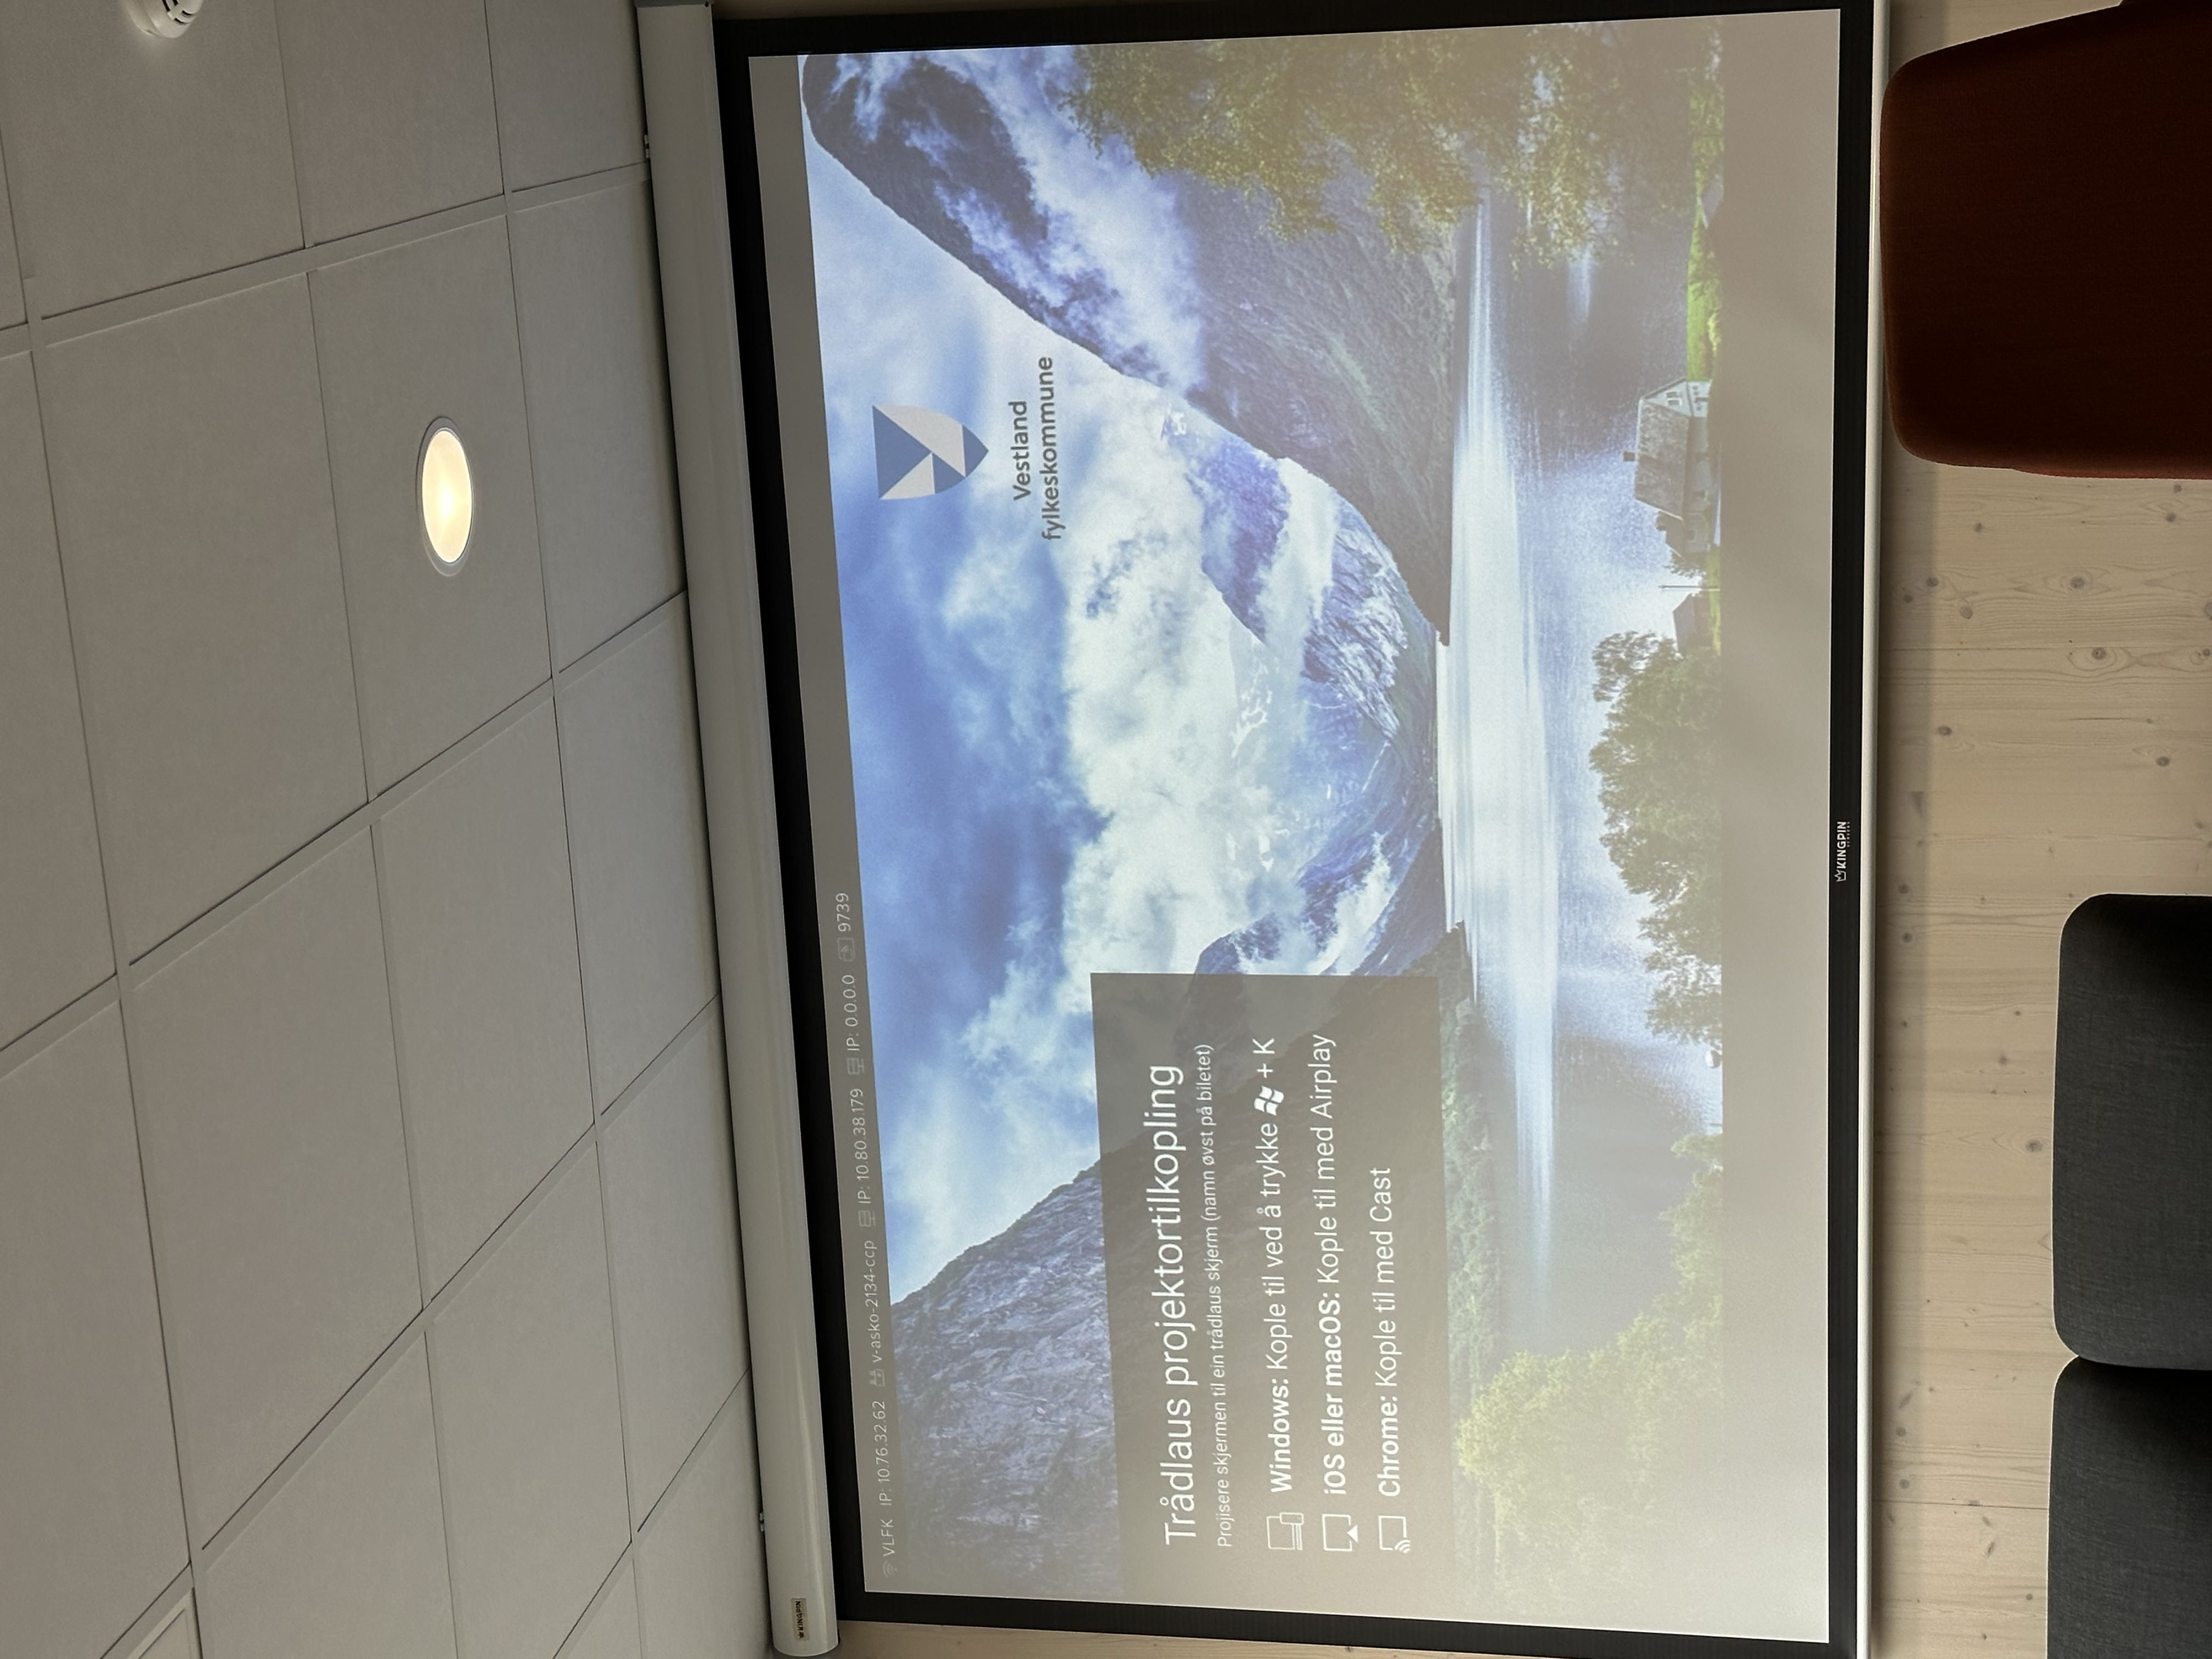 KINGPIN
VLFK IP: 10.76.32.62 v-asko-2134-ccp IP: 10.80.38.179 IP: 0.0.0.0 9739
Vestland
fylkeskommune
Trådlaus projektortilkopling
Projisere skjermen til ein trådlaus skjerm (namn øvst på biletet)
Windows: Kople til ved å trykke + K
iOS eller macOS: Kople til med Airplay
Chrome: Kople til med Cast
KINGPIN